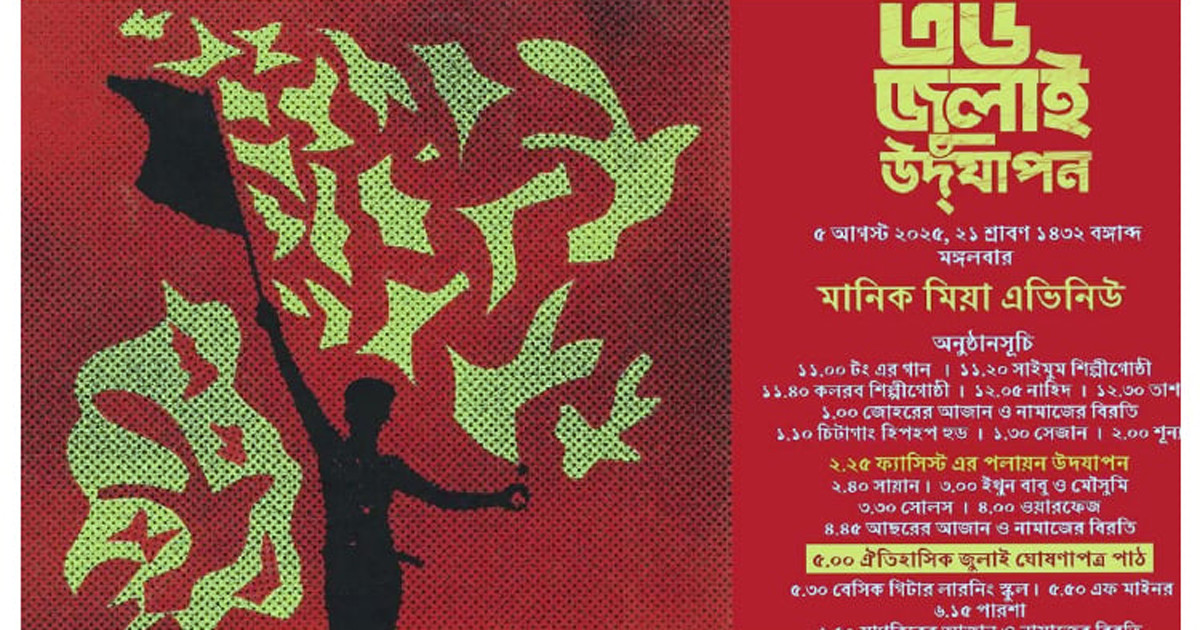 ৩৬
জুলাই
উদ্‌যাপন
৫ আগস্ট ২০২৫, ২১ শ্রাবণ ১৪৩২ বঙ্গাব্দ
মঙ্গলবার
মানিক মিয়া এভিনিউ
অনুষ্ঠানসূচি
১১.০০ টং এর গান । ১১.২০ সাইমুম শিল্পীগোষ্ঠী
১১.৪০ কলরব শিল্পীগোষ্ঠী । ১২.০৫ নাহিদ । ১২.৩০ তাশ
১.০০ জোহরের আজান ও নামাজের বিরতি
১.১০ চিটাগাং হিপহপ হুড । ১.৩০ সেজান । ২.০০ শূন্য
২.২৫ ফ্যাসিস্ট এর পলায়ন উদযাপন
২.৪০ সায়ান। ৩.০০ ইথুন বাবু ও মৌসুমি
৩.৩০ সোলস । ৪.০০ ওয়ারফেজ
৪.৪৫ আছরের আজান ও নামাজের বিরতি
৫.০০ ঐতিহাসিক জুলাই ঘোষণাপত্র পাঠ
৫.৩০ বেসিক গিটার লারনিং স্কুল। ৫.৫০ এফ মাইনর
৬.১৫ পারশা